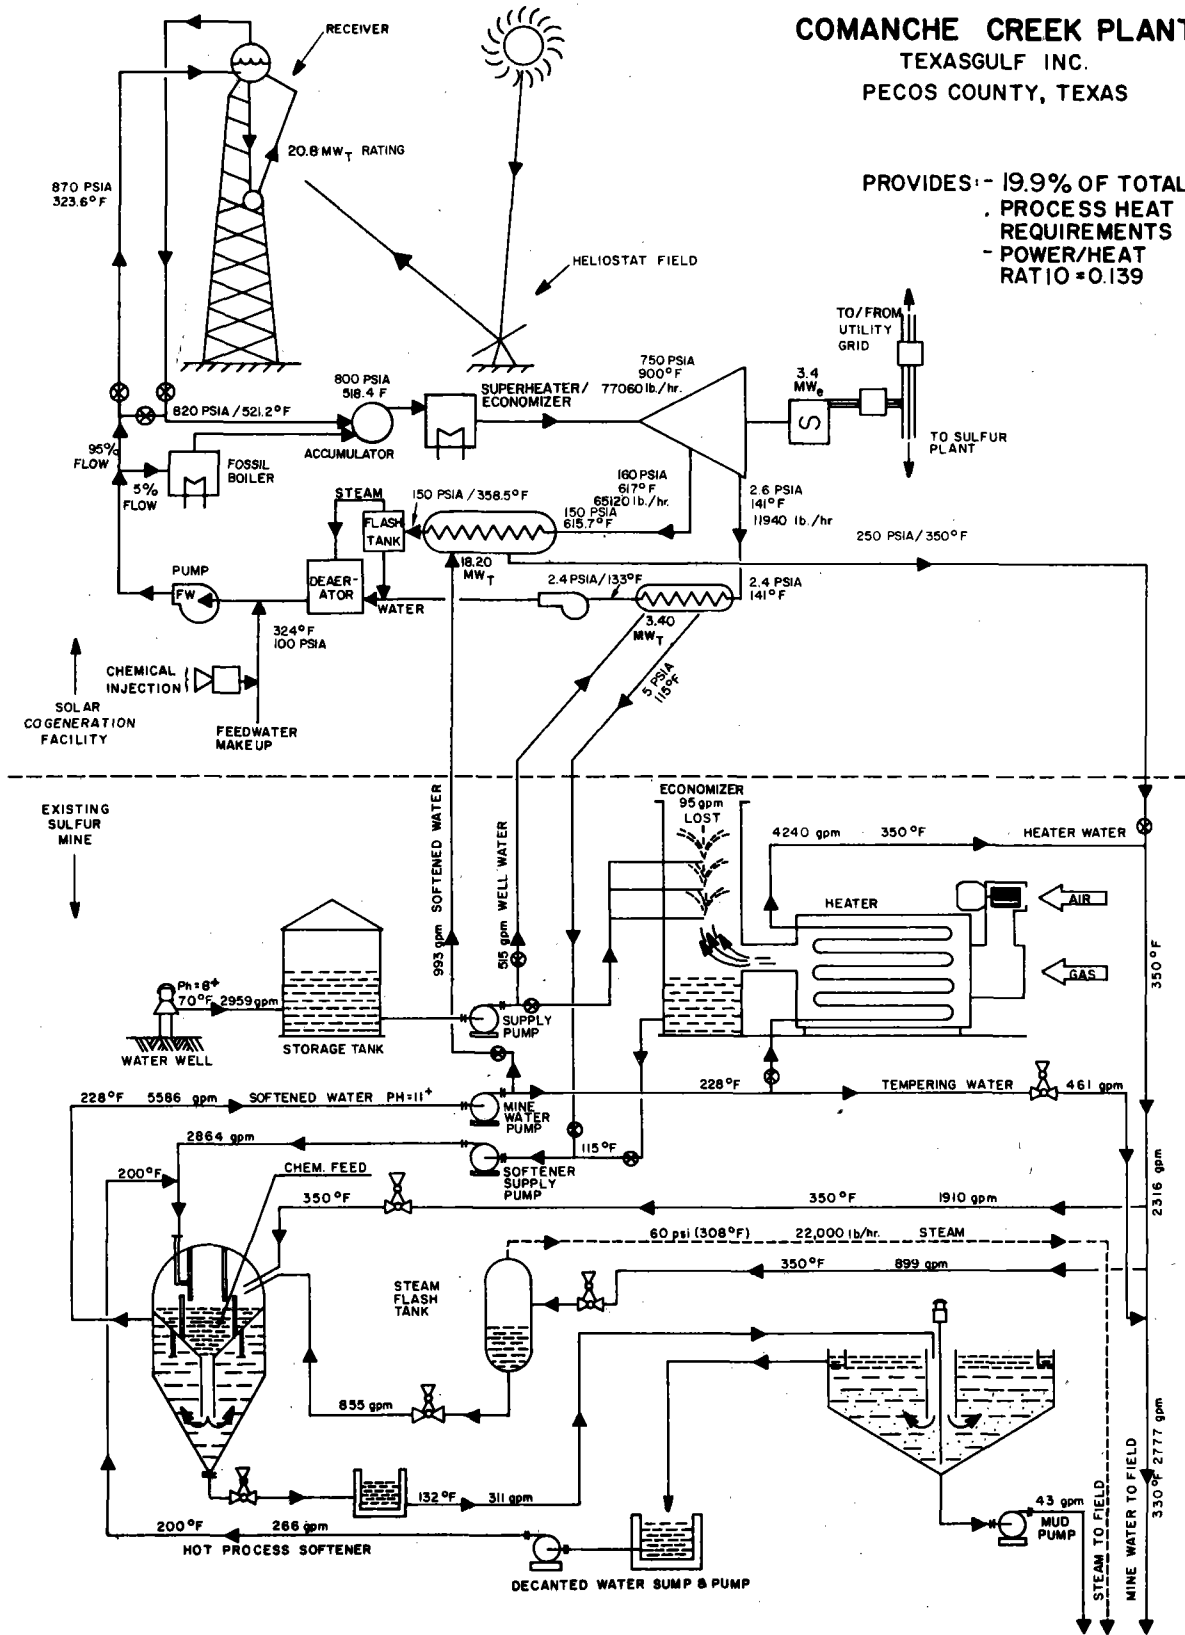 COMANCHE CREEK PLANT
TEXASGULF INC.
PECOS COUNTY, TEXAS
PROVIDES:- 19.9% OF TOTAL
PROCESS HEAT
REQUIREMENTS
- POWER/HEAT
RATIO = 0.139
RECEIVER
20.8 MWT RATING
870 PSIA
323.6°F
HELIOSTAT FIELD
TO/FROM
UTILITY
GRID
3.4
MWe
S
TO SULFUR
PLANT
750 PSIA
900°F
77060 lb./hr.
SUPERHEATER/
ECONOMIZER
800 PSIA
518.4 F
820 PSIA / 521.2°F
ACCUMULATOR
95%
FLOW
5%
FLOW
FOSSIL
BOILER
STEAM
150 PSIA / 358.5°F
FLASH
TANK
160 PSIA
617°F
65120 lb./hr.
150 PSIA
615.7°F
2.6 PSIA
141°F
11940 lb./hr
250 PSIA/350°F
18.20
MWT
PUMP
FW
DEAER-
ATOR
WATER
2.4 PSIA/133°F
2.4 PSIA
141°F
3.40
MWT
324°F
100 PSIA
5 PSIA
115°F
CHEMICAL
INJECTION
FEEDWATER
MAKEUP
SOLAR
COGENERATION
FACILITY
EXISTING
SULFUR
MINE
993 gpm SOFTENED WATER
515 gpm WELL WATER
ECONOMIZER
95 gpm
LOST
4240 gpm 350°F HEATER WATER
HEATER
AIR
GAS
350°F
Ph=8+
70°F 2959gpm
WATER WELL
STORAGE TANK
SUPPLY
PUMP
228°F 5586 gpm SOFTENED WATER PH=11+
MINE
WATER
PUMP
228°F TEMPERING WATER 461 gpm
2864 gpm
115°F
SOFTENER
SUPPLY
PUMP
200°F
CHEM. FEED
350°F 350°F 1910 gpm
2316 gpm
60 psi (308°F) 22,000 lb/hr. STEAM
350°F 899 gpm
STEAM
FLASH
TANK
855 gpm
132°F 311 gpm
200°F 266 gpm
HOT PROCESS SOFTENER
DECANTED WATER SUMP & PUMP
43 gpm
MUD
PUMP
STEAM TO FIELD
MINE WATER TO FIELD
330°F 2777 gpm